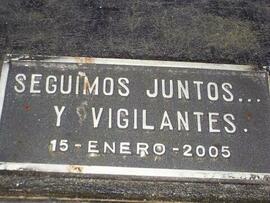 SEGUIMOS JUNTOS...
Y VIGILANTES.
15-ENERO-2005